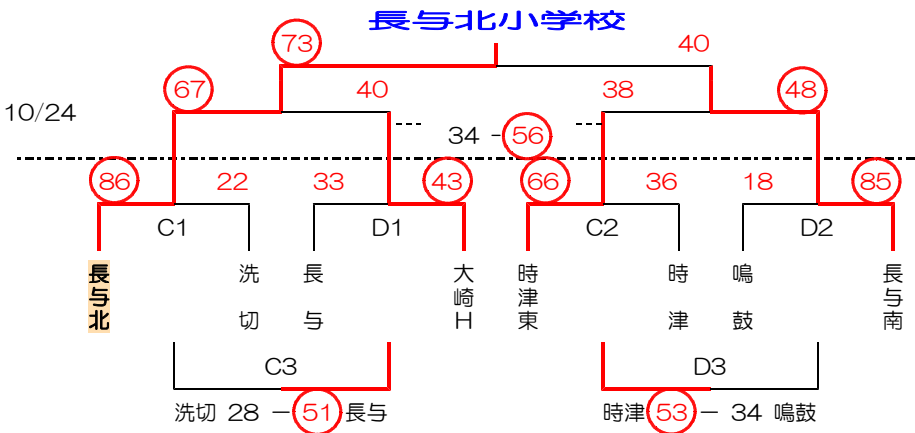 長与北小学校
73 40
67 40 38 48
10/24
34 - 56
86 22 33 43 66 36 18 85
C1 D1 C2 D2
長与北 洗切 長与 大崎H 時津東 時津 鳴鼓 長与南
C3 D3
洗切 28 - 51 長与 時津 53 - 34 鳴鼓